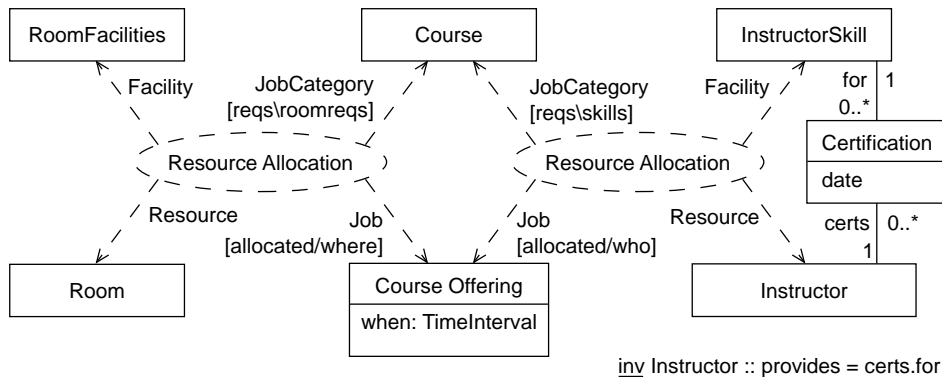 RoomFacilities
Course
InstructorSkill
Facility
JobCategory
[reqs\roomreqs]
JobCategory
[reqs\skills]
Facility
for
1
0..*
Resource Allocation
Resource Allocation
Certification
date
Resource
Job
[allocated/where]
Job
[allocated/who]
Resource
certs
0..*
1
Room
Course Offering
when: TimeInterval
Instructor
inv Instructor :: provides = certs.for